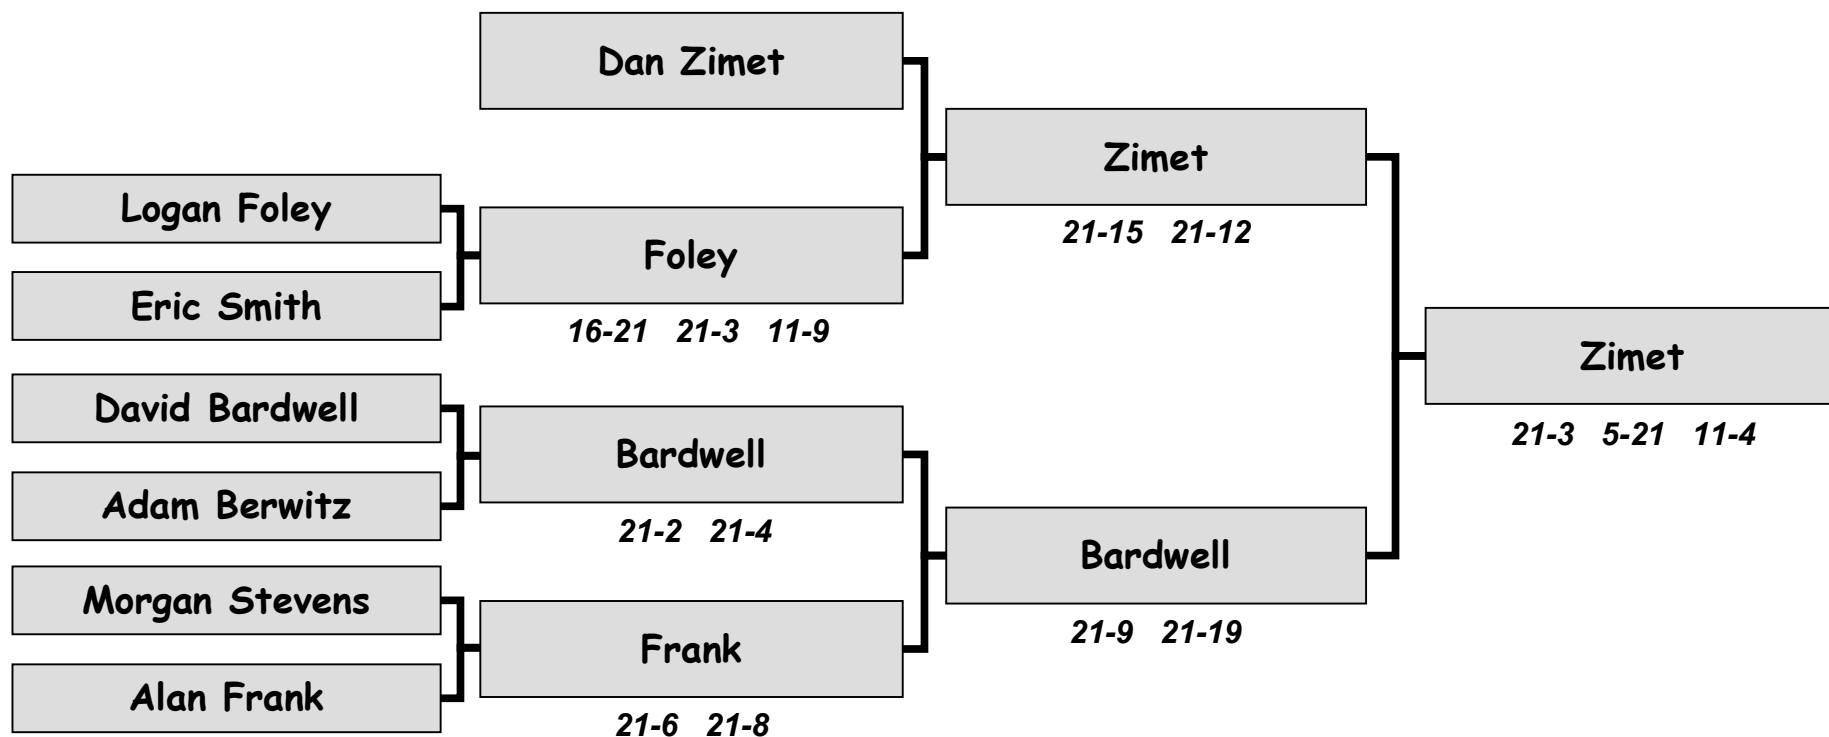 Dan Zimet
Zimet
21-15 21-12
Logan Foley
Eric Smith
Foley
16-21 21-3 11-9
Zimet
21-3 5-21 11-4
David Bardwell
Adam Berwitz
Bardwell
21-2 21-4
Bardwell
21-9 21-19
Morgan Stevens
Alan Frank
Frank
21-6 21-8